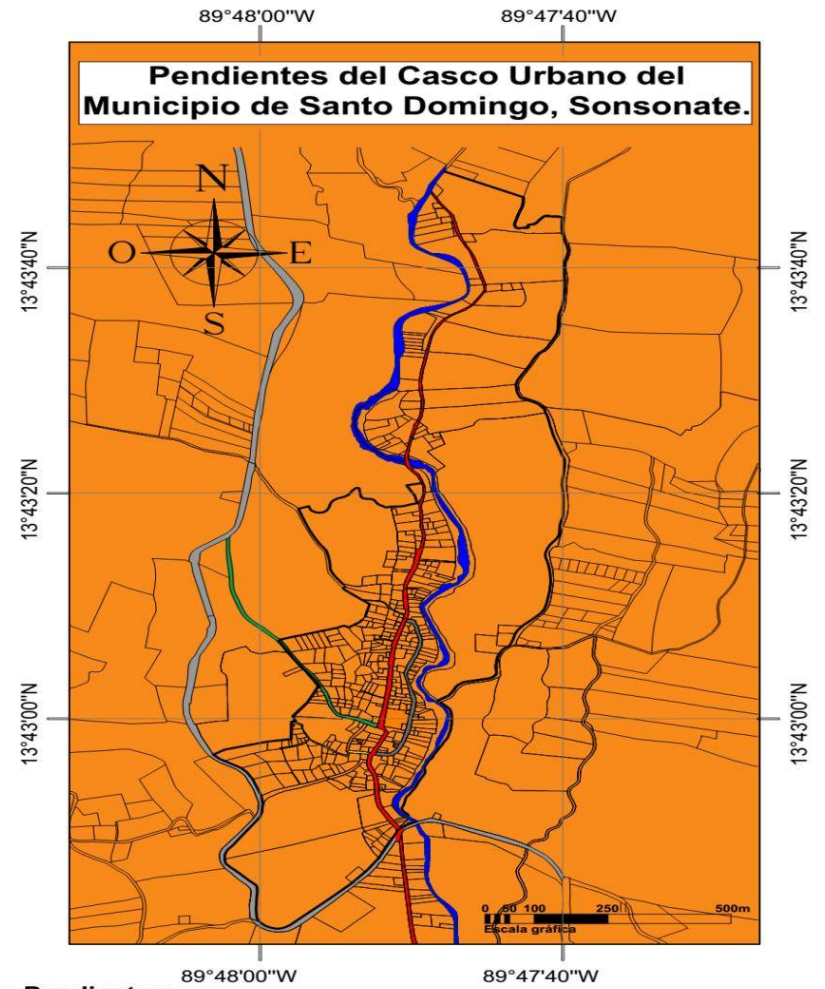 89°48'00"W 89°47'40"W
Pendientes del Casco Urbano del
Municipio de Santo Domingo, Sonsonate.
N
O E
S
13°43'40"N 13°43'40"N
13°43'20"N 13°43'20"N
13°43'00"N 13°43'00"N
0 50 100 250 500m
Escala gráfica
89°48'00"W 89°47'40"W